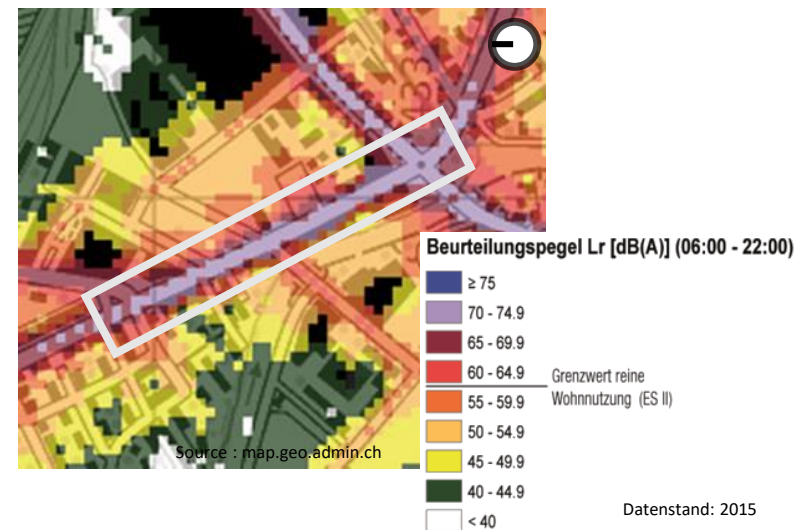 133
Beurteilungspegel Lr [dB(A)] (06:00 - 22:00)
≥ 75
70 - 74.9
65 - 69.9
60 - 64.9
Grenzwert reine
Wohnnutzung (ES II)
55 - 59.9
50 - 54.9
45 - 49.9
40 - 44.9
< 40
Source : map.geo.admin.ch
Datenstand: 2015